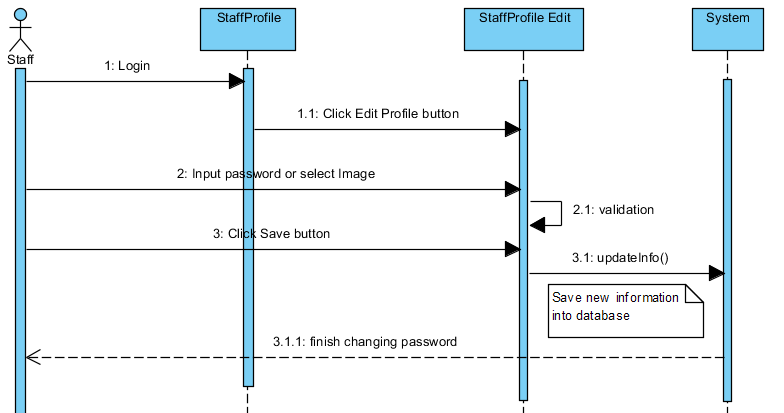 StaffProfile
StaffProfile Edit
System
Staff
1: Login
1.1: Click Edit Profile button
2: Input password or select Image
2.1: validation
3: Click Save button
3.1: updateInfo()
Save new information
into database
3.1.1: finish changing password